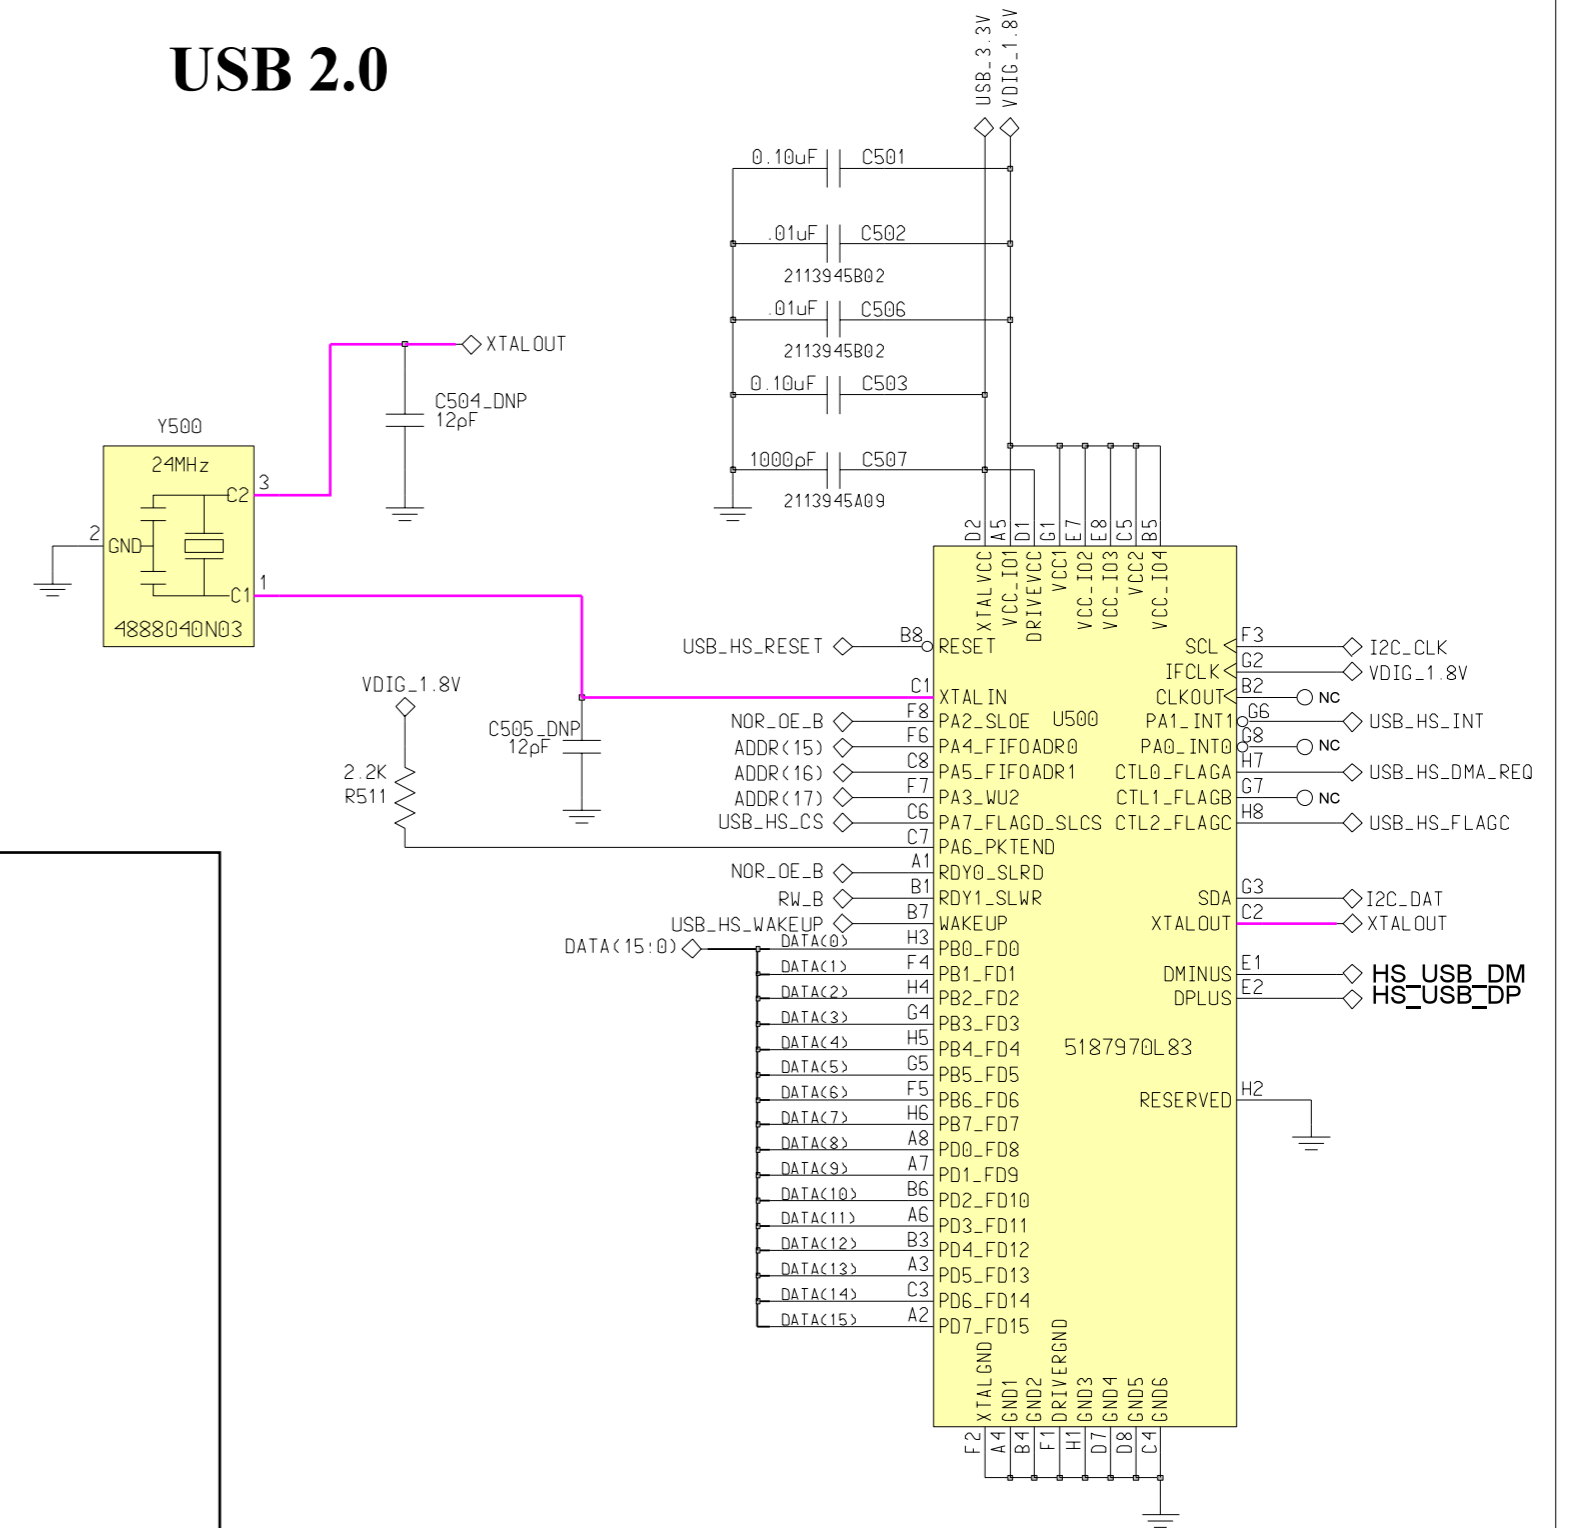 USB 2.0
USB_3.3V
VDIG_1.8V
0.10uF C501
.01uF C502
2113945B02
.01uF C506
2113945B02
0.10uF C503
1000pF C507
2113945A09
XTALOUT
C504_DNP
12pF
Y500
24MHz
C2 3
2 GND
C1 1
4888040N03
VDIG_1.8V
2.2K
R511
C505_DNP
12pF
D2 A5 D1 G1 E7 E8 C5 B5
XTALVCC VCC_IO1 DRIVEVCC VCC1 VCC_IO2 VCC_IO3 VCC2 VCC_IO4
U500
5187970L83
USB_HS_RESET B8 RESET
C1 XTALIN
NOR_OE_B F8 PA2_SLOE
ADDR(15) F6 PA4_FIFOADR0
ADDR(16) C8 PA5_FIFOADR1
ADDR(17) F7 PA3_WU2
USB_HS_CS C6 PA7_FLAGD_SLCS
C7 PA6_PKTEND
NOR_OE_B A1 RDY0_SLRD
RW_B B1 RDY1_SLWR
USB_HS_WAKEUP B7 WAKEUP
DATA(15:0)
DATA(0) H3 PB0_FD0
DATA(1) F4 PB1_FD1
DATA(2) H4 PB2_FD2
DATA(3) G4 PB3_FD3
DATA(4) H5 PB4_FD4
DATA(5) G5 PB5_FD5
DATA(6) F5 PB6_FD6
DATA(7) H6 PB7_FD7
DATA(8) A8 PD0_FD8
DATA(9) A7 PD1_FD9
DATA(10) B6 PD2_FD10
DATA(11) A6 PD3_FD11
DATA(12) B3 PD4_FD12
DATA(13) A3 PD5_FD13
DATA(14) C3 PD6_FD14
DATA(15) A2 PD7_FD15
SCL F3 I2C_CLK
IFCLK G2 VDIG_1.8V
CLKOUT B2 NC
PA1_INT1 G6 USB_HS_INT
PA0_INT0 G8 NC
CTL0_FLAGA H7 USB_HS_DMA_REQ
CTL1_FLAGB G7 NC
CTL2_FLAGC H8 USB_HS_FLAGC
SDA G3 I2C_DAT
XTALOUT C2 XTALOUT
DMINUS E1 HS_USB_DM
DPLUS E2 HS_USB_DP
RESERVED H2
XTALGND GND1 GND2 DRIVERGND GND3 GND4 GND5 GND6
F2 A4 B4 F1 H1 D7 D8 C4